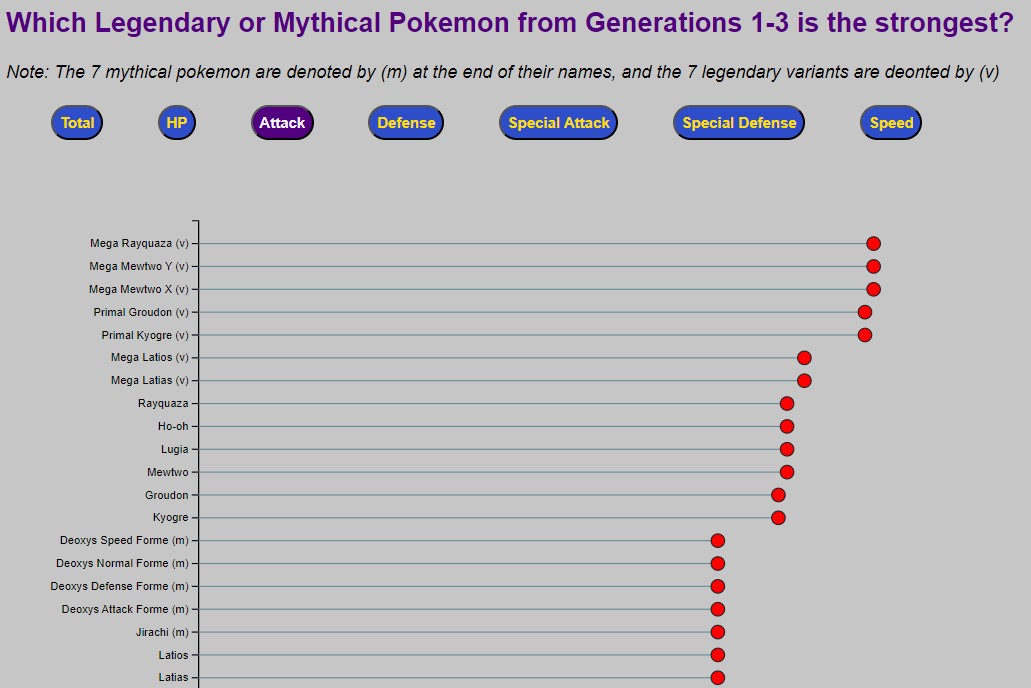 Which Legendary or Mythical Pokemon from Generations 1-3 is the strongest?
Note: The 7 mythical pokemon are denoted by (m) at the end of their names, and the 7 legendary variants are deonted by (v)
Total HP Attack Defense Special Attack Special Defense Speed
Mega Rayquaza (v)
Mega Mewtwo Y (v)
Mega Mewtwo X (v)
Primal Groudon (v)
Primal Kyogre (v)
Mega Latios (v)
Mega Latias (v)
Rayquaza
Ho-oh
Lugia
Mewtwo
Groudon
Kyogre
Deoxys Speed Forme (m)
Deoxys Normal Forme (m)
Deoxys Defense Forme (m)
Deoxys Attack Forme (m)
Jirachi (m)
Latios
Latias